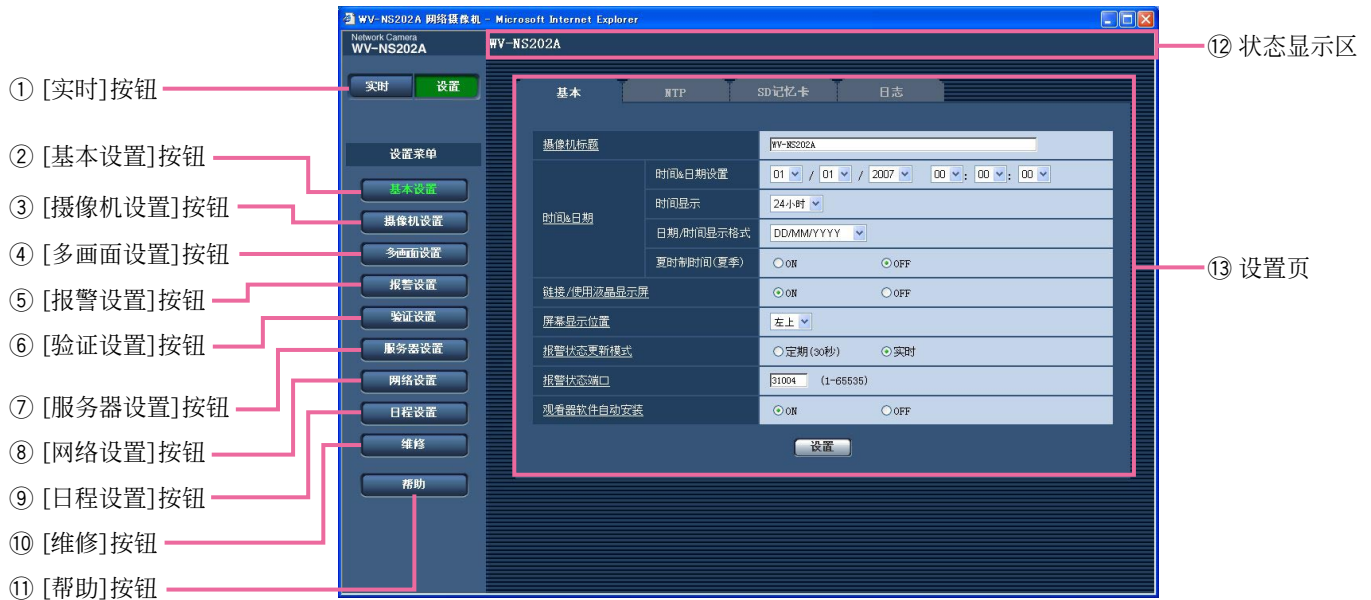 WV-NS202A 网络摄像机 - Microsoft Internet Explorer
Network Camera
WV-NS202A
WV-NS202A
⑫ 状态显示区
① [实时]按钮
实时 设置
基本 NTP SD记忆卡 日志
② [基本设置]按钮
③ [摄像机设置]按钮
④ [多画面设置]按钮
⑤ [报警设置]按钮
⑥ [验证设置]按钮
⑦ [服务器设置]按钮
⑧ [网络设置]按钮
⑨ [日程设置]按钮
⑩ [维修]按钮
⑪ [帮助]按钮
设置菜单
基本设置
摄像机设置
多画面设置
报警设置
验证设置
服务器设置
网络设置
日程设置
维修
帮助
摄像机标题 WV-NS202A
时间&日期
时间&日期设置 01 / 01 / 2007 00 : 00 : 00
时间显示 24小时
日期/时间显示格式 DD/MM/YYYY
夏时制时间(夏季) ON OFF
链接/使用液晶显示屏 ON OFF
屏幕显示位置 左上
报警状态更新模式 定期(30秒) 实时
报警状态端口 31004 (1-65535)
观看器软件自动安装 ON OFF
设置
⑬ 设置页